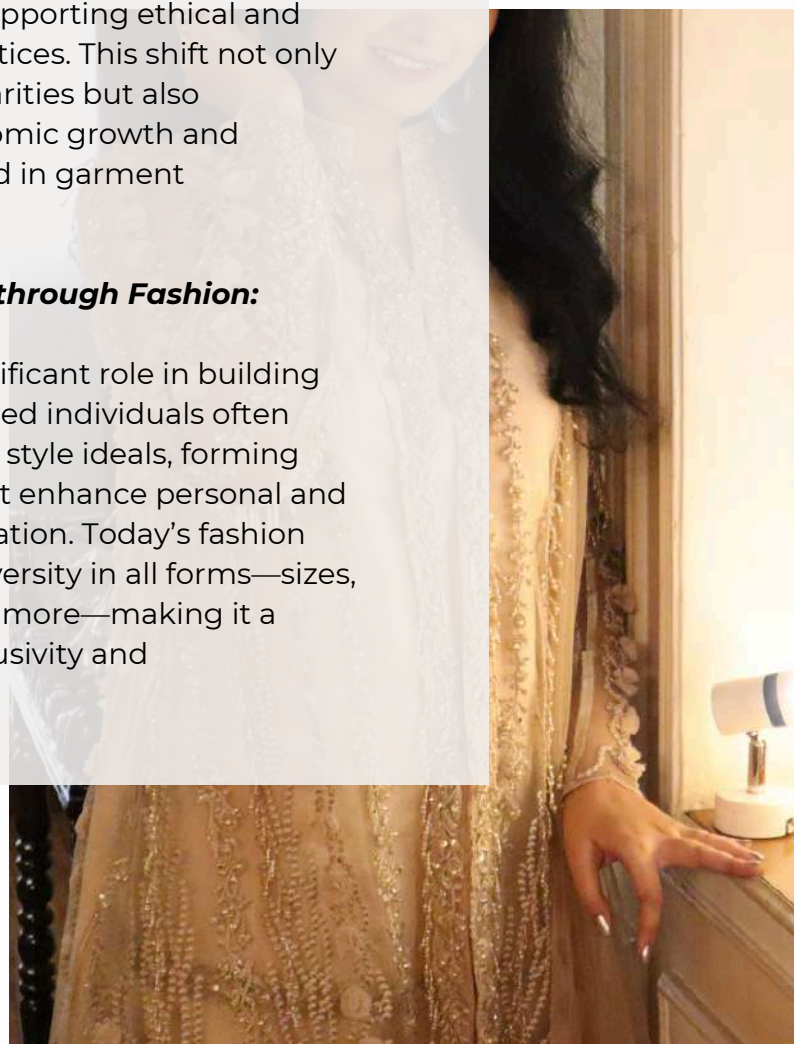 pporting ethical and
tices. This shift not only
arities but also
omic growth and
d in garment
through Fashion:
ificant role in building
ed individuals often
style ideals, forming
t enhance personal and
ation. Today’s fashion
versity in all forms—sizes,
more—making it a
usivity and